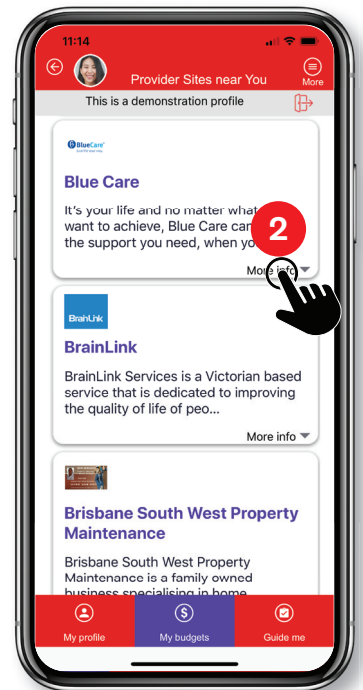 11:14
Provider Sites near You
More
This is a demonstration profile
BlueCare
Blue Care
It's your life and no matter what
want to achieve, Blue Care can
the support you need, when yo
2
More info
BrainLink
BrainLink
BrainLink Services is a Victorian based
service that is dedicated to improving
the quality of life of peo...
More info
Brisbane South West Property
Maintenance
Brisbane South West Property
Maintenance is a family owned
business specialising in home
My profile
My budgets
Guide me